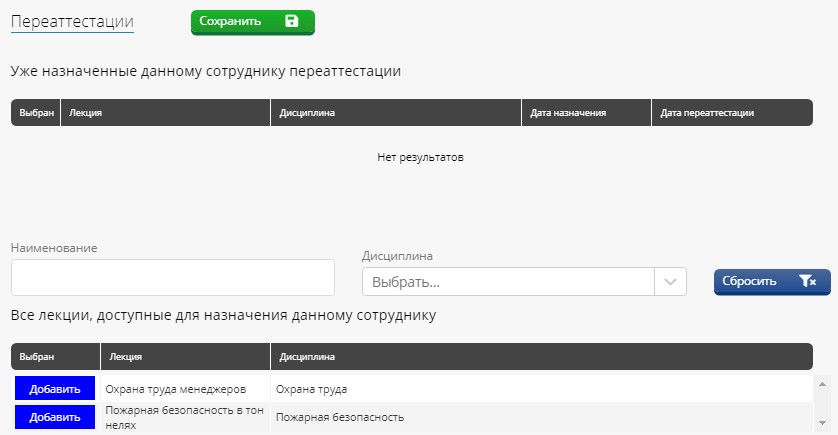 Переаттестации
Сохранить
Уже назначенные данному сотруднику переаттестации
Выбран Лекция Дисциплина Дата назначения Дата переаттестации
Нет результатов
Наименование
Дисциплина
Выбрать...
Сбросить
Все лекции, доступные для назначения данному сотруднику
Выбран Лекция Дисциплина
Добавить Охрана труда менеджеров Охрана труда
Добавить Пожарная безопасность в тон Пожарная безопасность
нелях